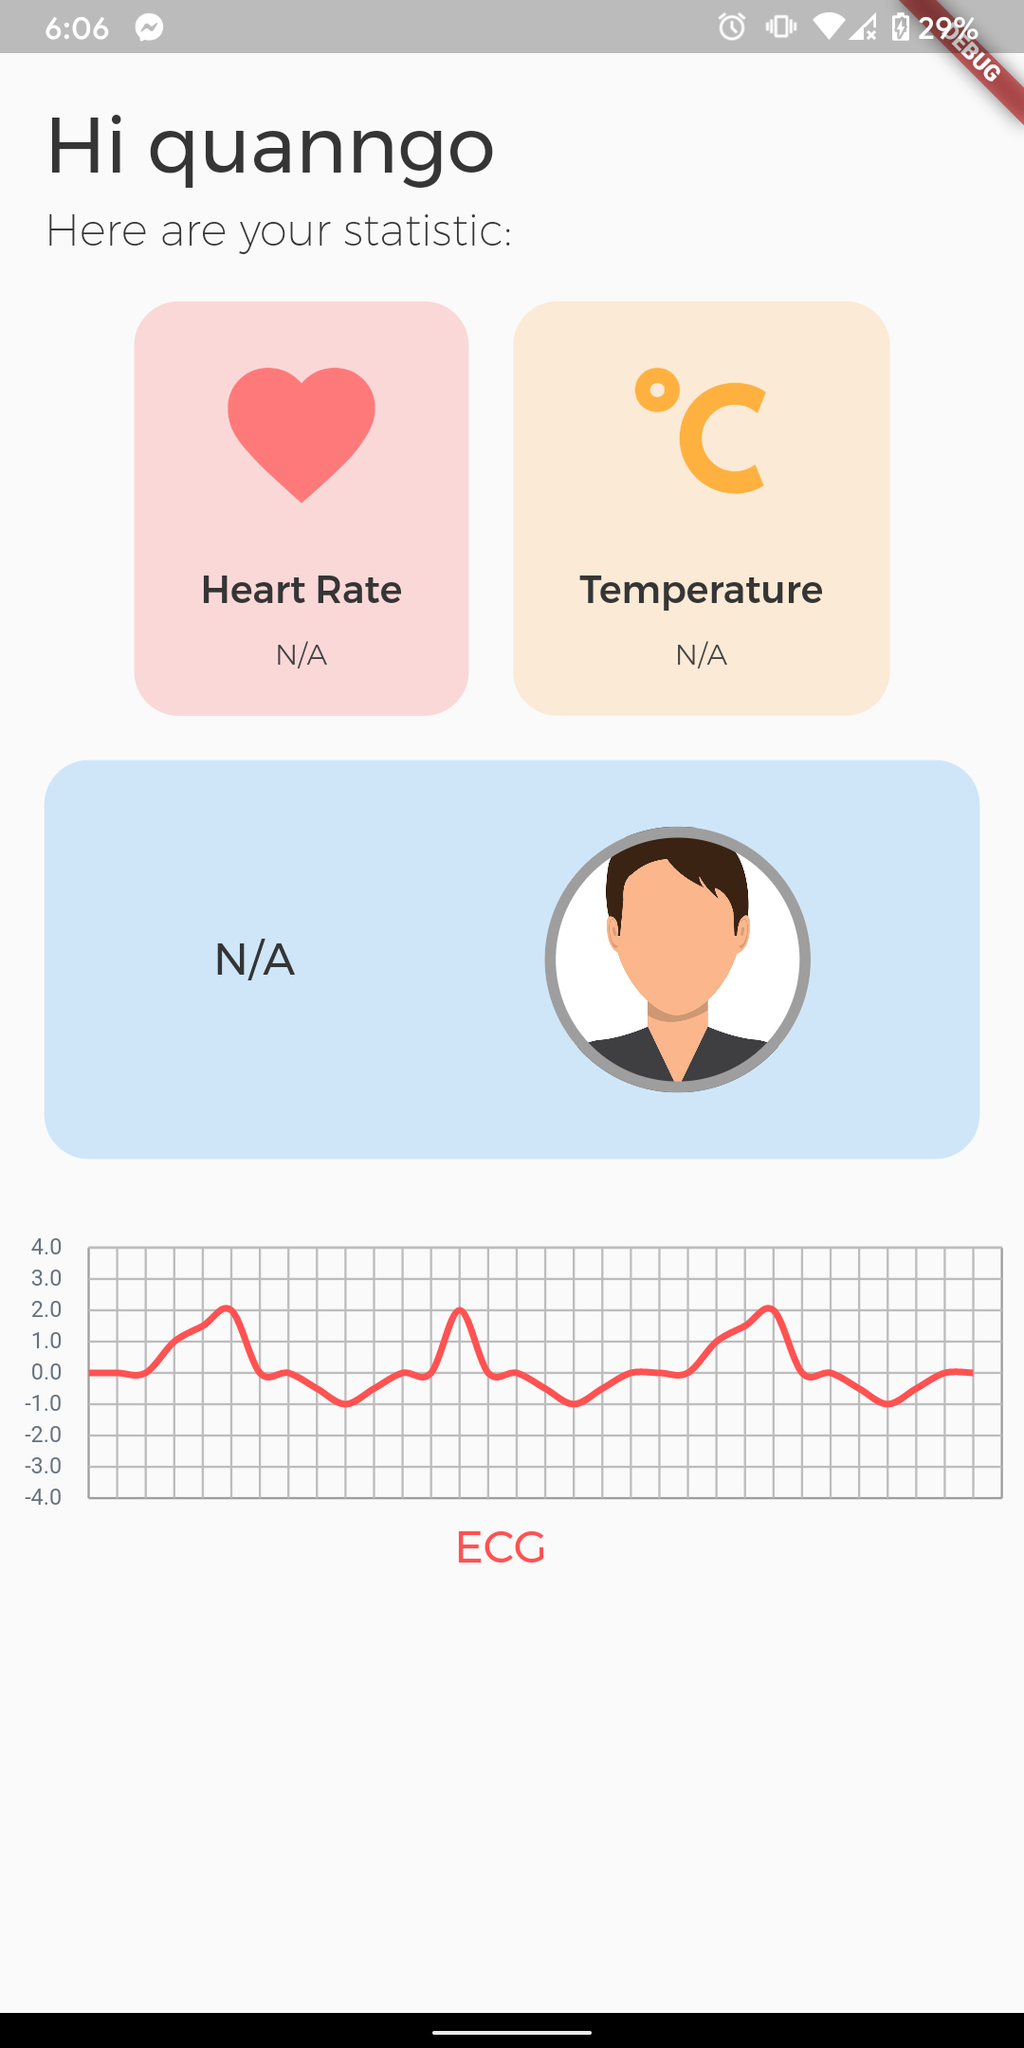 6:06 29%
DEBUG
Hi quanngo
Here are your statistic:
Heart Rate Temperature
N/A N/A
N/A
4.0
3.0
2.0
1.0
0.0
-1.0
-2.0
-3.0
-4.0
ECG